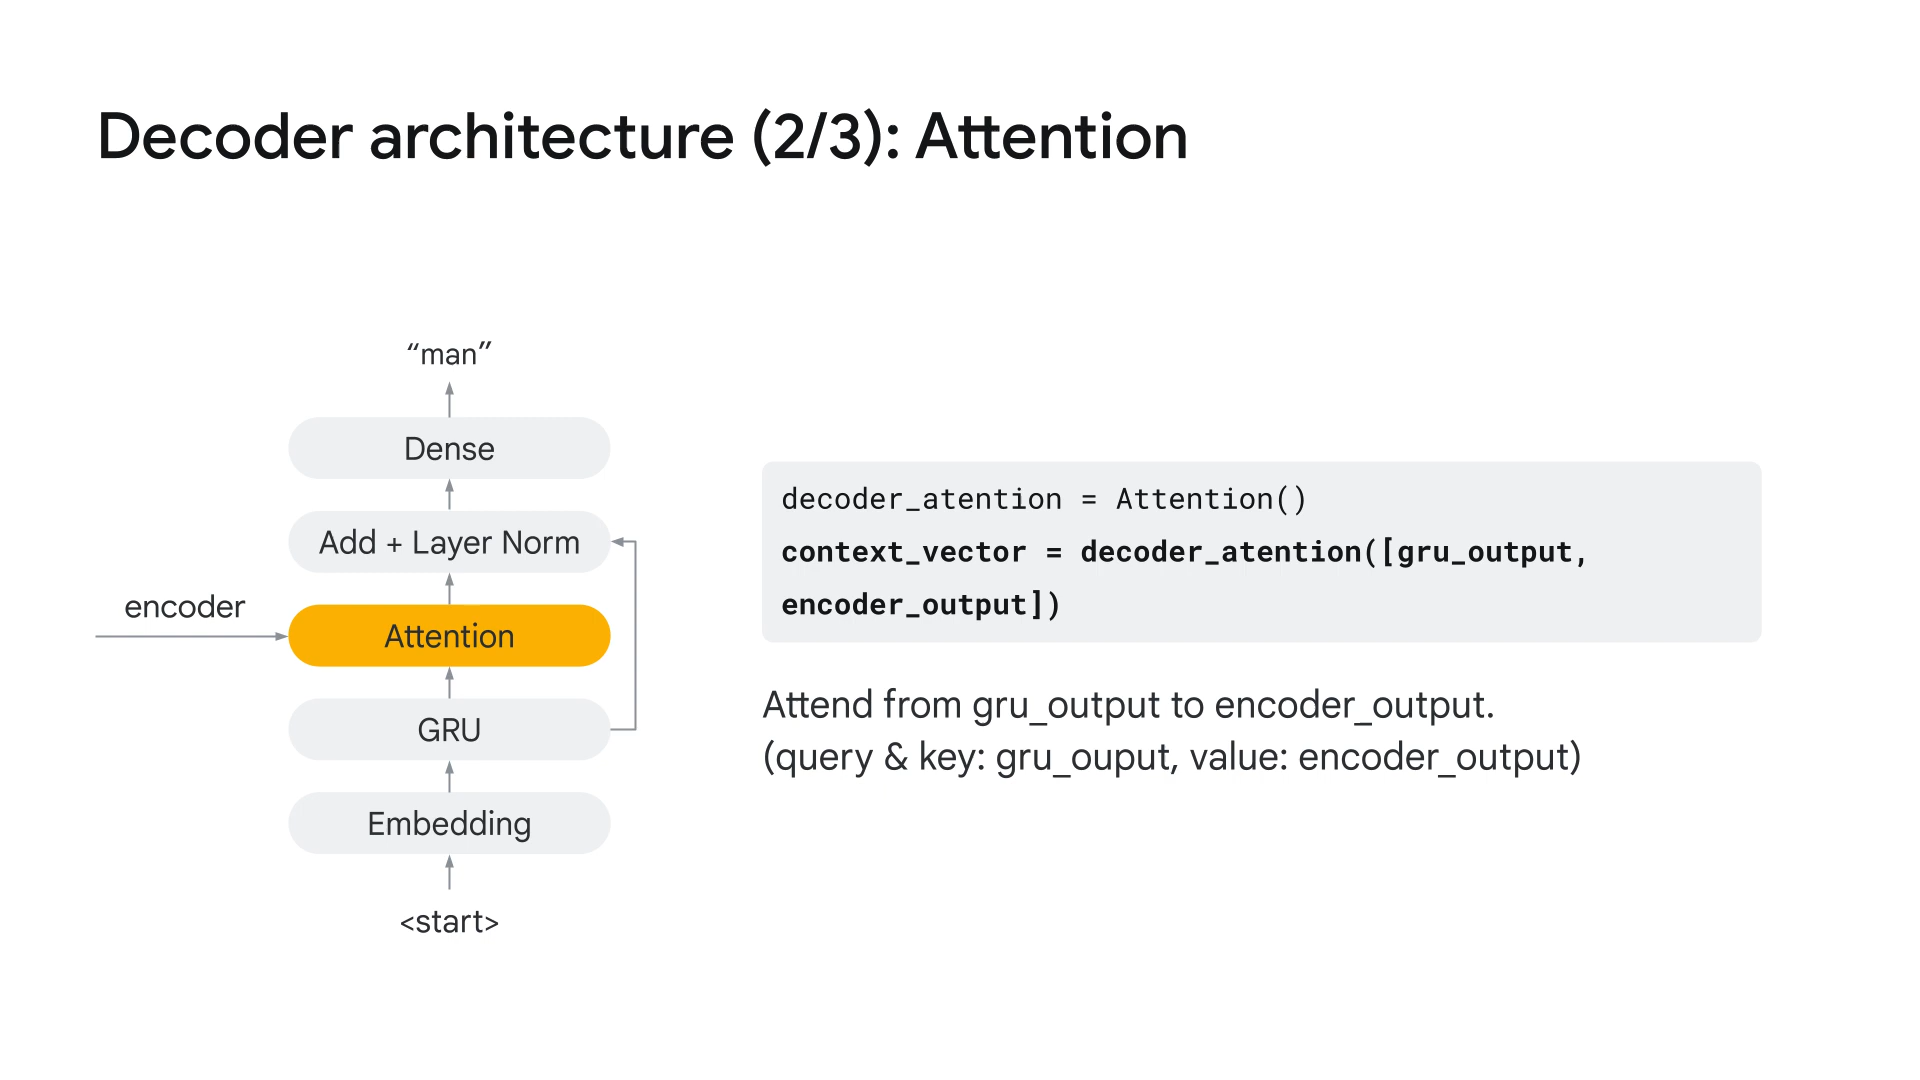 Decoder architecture (2/3): Attention
“man”
Dense
Add + Layer Norm
encoder
Attention
GRU
Embedding
<start>
decoder_atention = Attention()
context_vector = decoder_atention([gru_output,
encoder_output])
Attend from gru_output to encoder_output.
(query & key: gru_ouput, value: encoder_output)